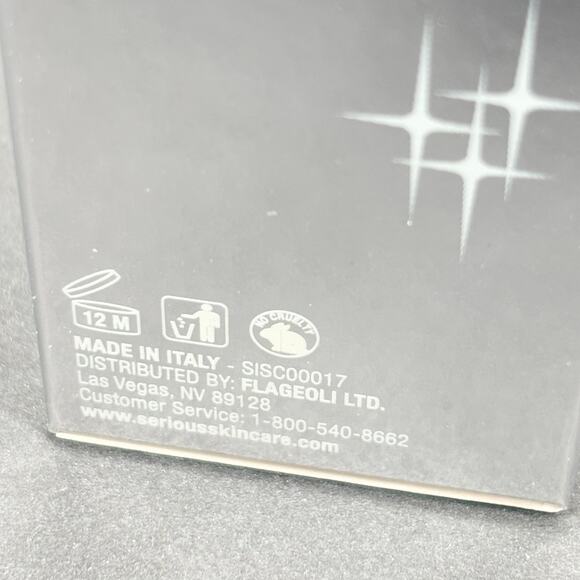 12 M
NO CRUELTY
MADE IN ITALY - SISC00017
DISTRIBUTED BY: FLAGEOLI LTD.
Las Vegas, NV 89128
Customer Service: 1-800-540-8662
www.seriousskincare.com